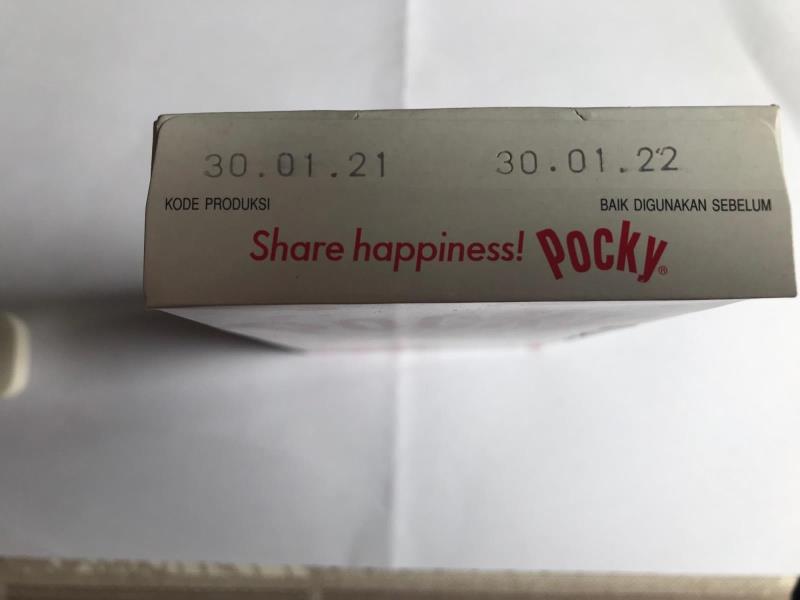 30.01.21 30.01.22
KODE PRODUKSI BAIK DIGUNAKAN SEBELUM
Share happiness! Pocky®